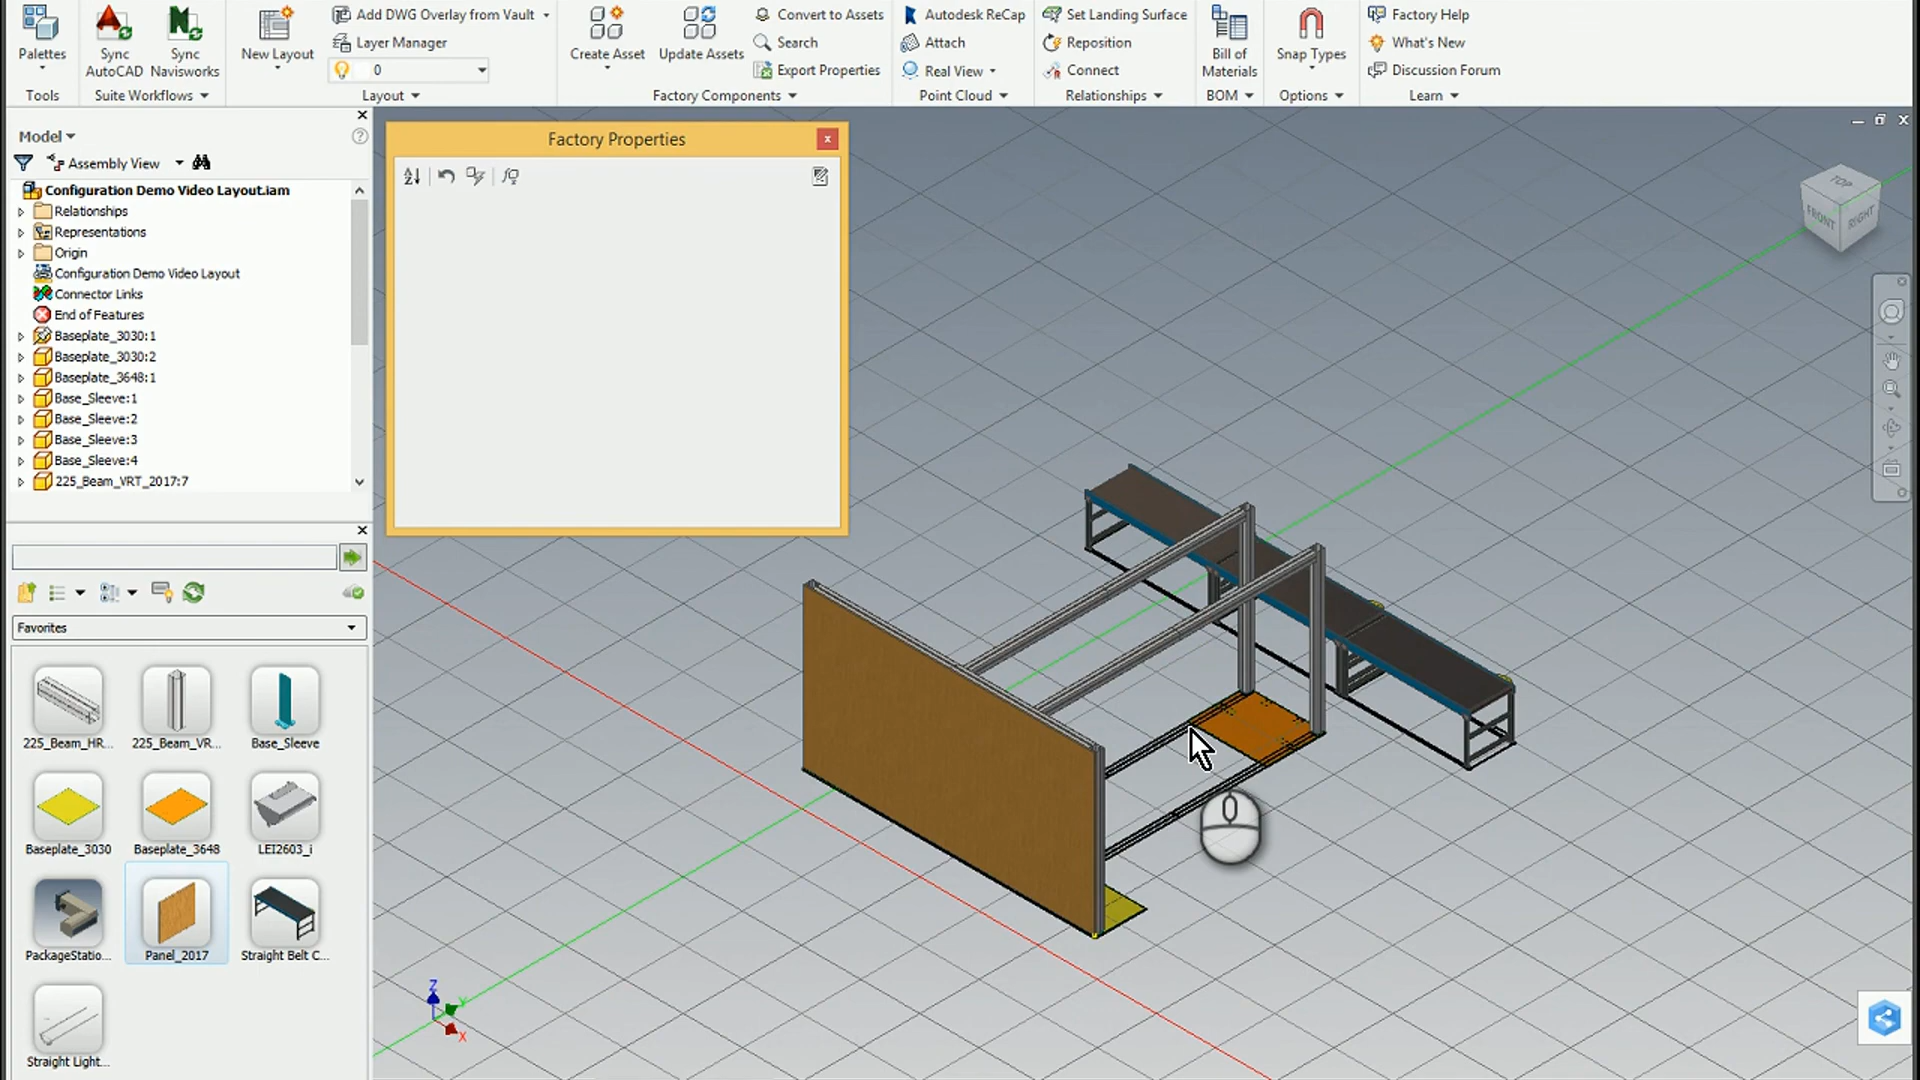 Palettes
Tools
Sync
AutoCAD
Sync
Navisworks
Suite Workflows
New Layout
Add DWG Overlay from Vault
Layer Manager
0
Layout
Create Asset
Update Assets
Convert to Assets
Search
Export Properties
Factory Components
Autodesk ReCap
Attach
Real View
Point Cloud
Set Landing Surface
Reposition
Connect
Relationships
Bill of
Materials
BOM
Snap Types
Options
Factory Help
What's New
Discussion Forum
Learn
Model
Assembly View
Configuration Demo Video Layout.iam
Relationships
Representations
Origin
Configuration Demo Video Layout
Connector Links
End of Features
Baseplate_3030:1
Baseplate_3030:2
Baseplate_3648:1
Base_Sleeve:1
Base_Sleeve:2
Base_Sleeve:3
Base_Sleeve:4
225_Beam_VRT_2017:7
Favorites
225_Beam_HR...
225_Beam_VR...
Base_Sleeve
Baseplate_3030
Baseplate_3648
LEI2603_i
PackageStatio...
Panel_2017
Straight Belt C...
Straight Light...
Factory Properties
TOP
FRONT
RIGHT
Z
Y
X